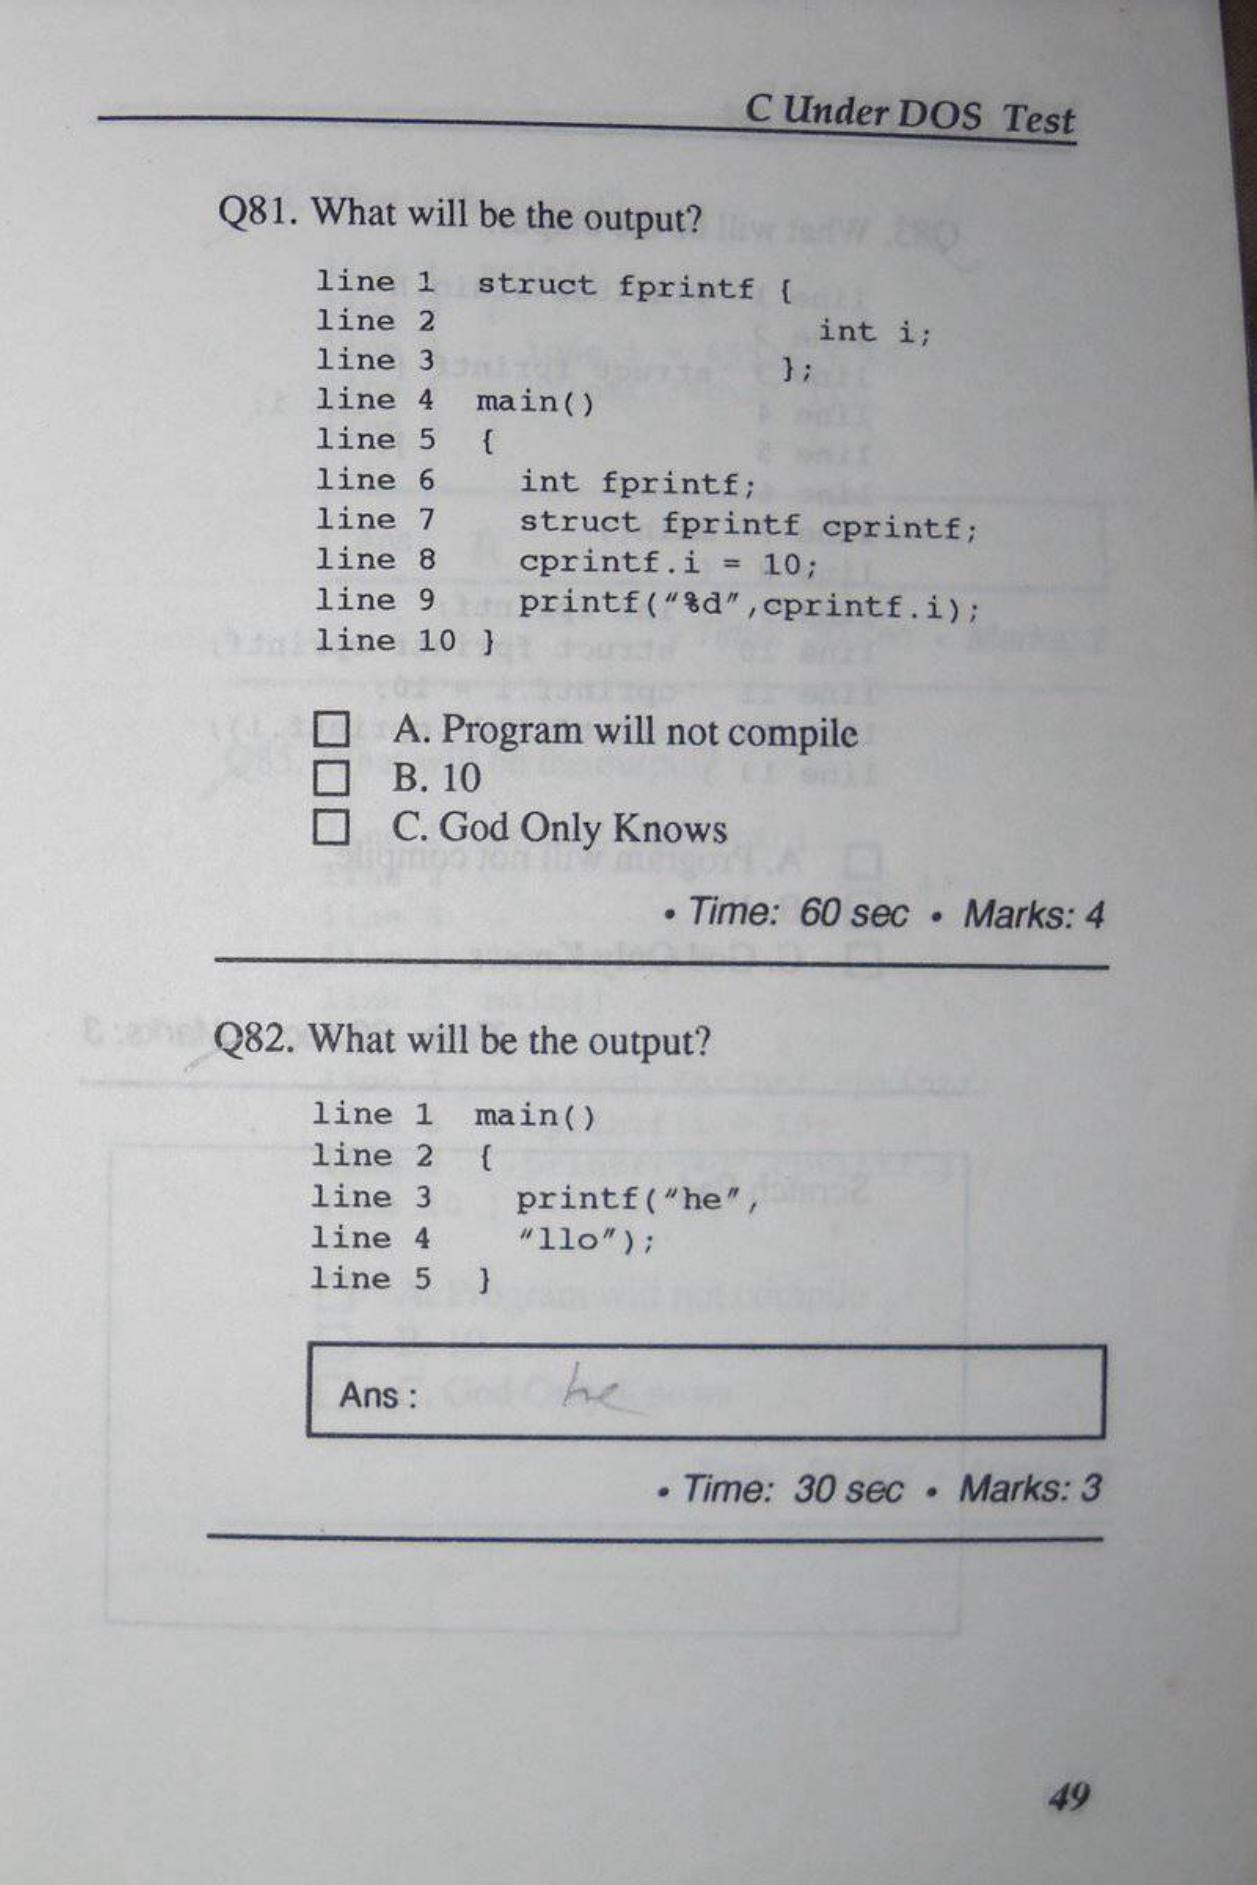 C Under DOS Test
Q81. What will be the output?
line 1 struct fprintf {
line 2 int i;
line 3 };
line 4 main()
line 5 {
line 6 int fprintf;
line 7 struct fprintf cprintf;
line 8 cprintf.i = 10;
line 9 printf("%d",cprintf.i);
line 10 }
A. Program will not compile
B. 10
C. God Only Knows
• Time: 60 sec • Marks: 4
Q82. What will be the output?
line 1 main()
line 2 {
line 3 printf("he",
line 4 "llo");
line 5 }
Ans : he
• Time: 30 sec • Marks: 3
49